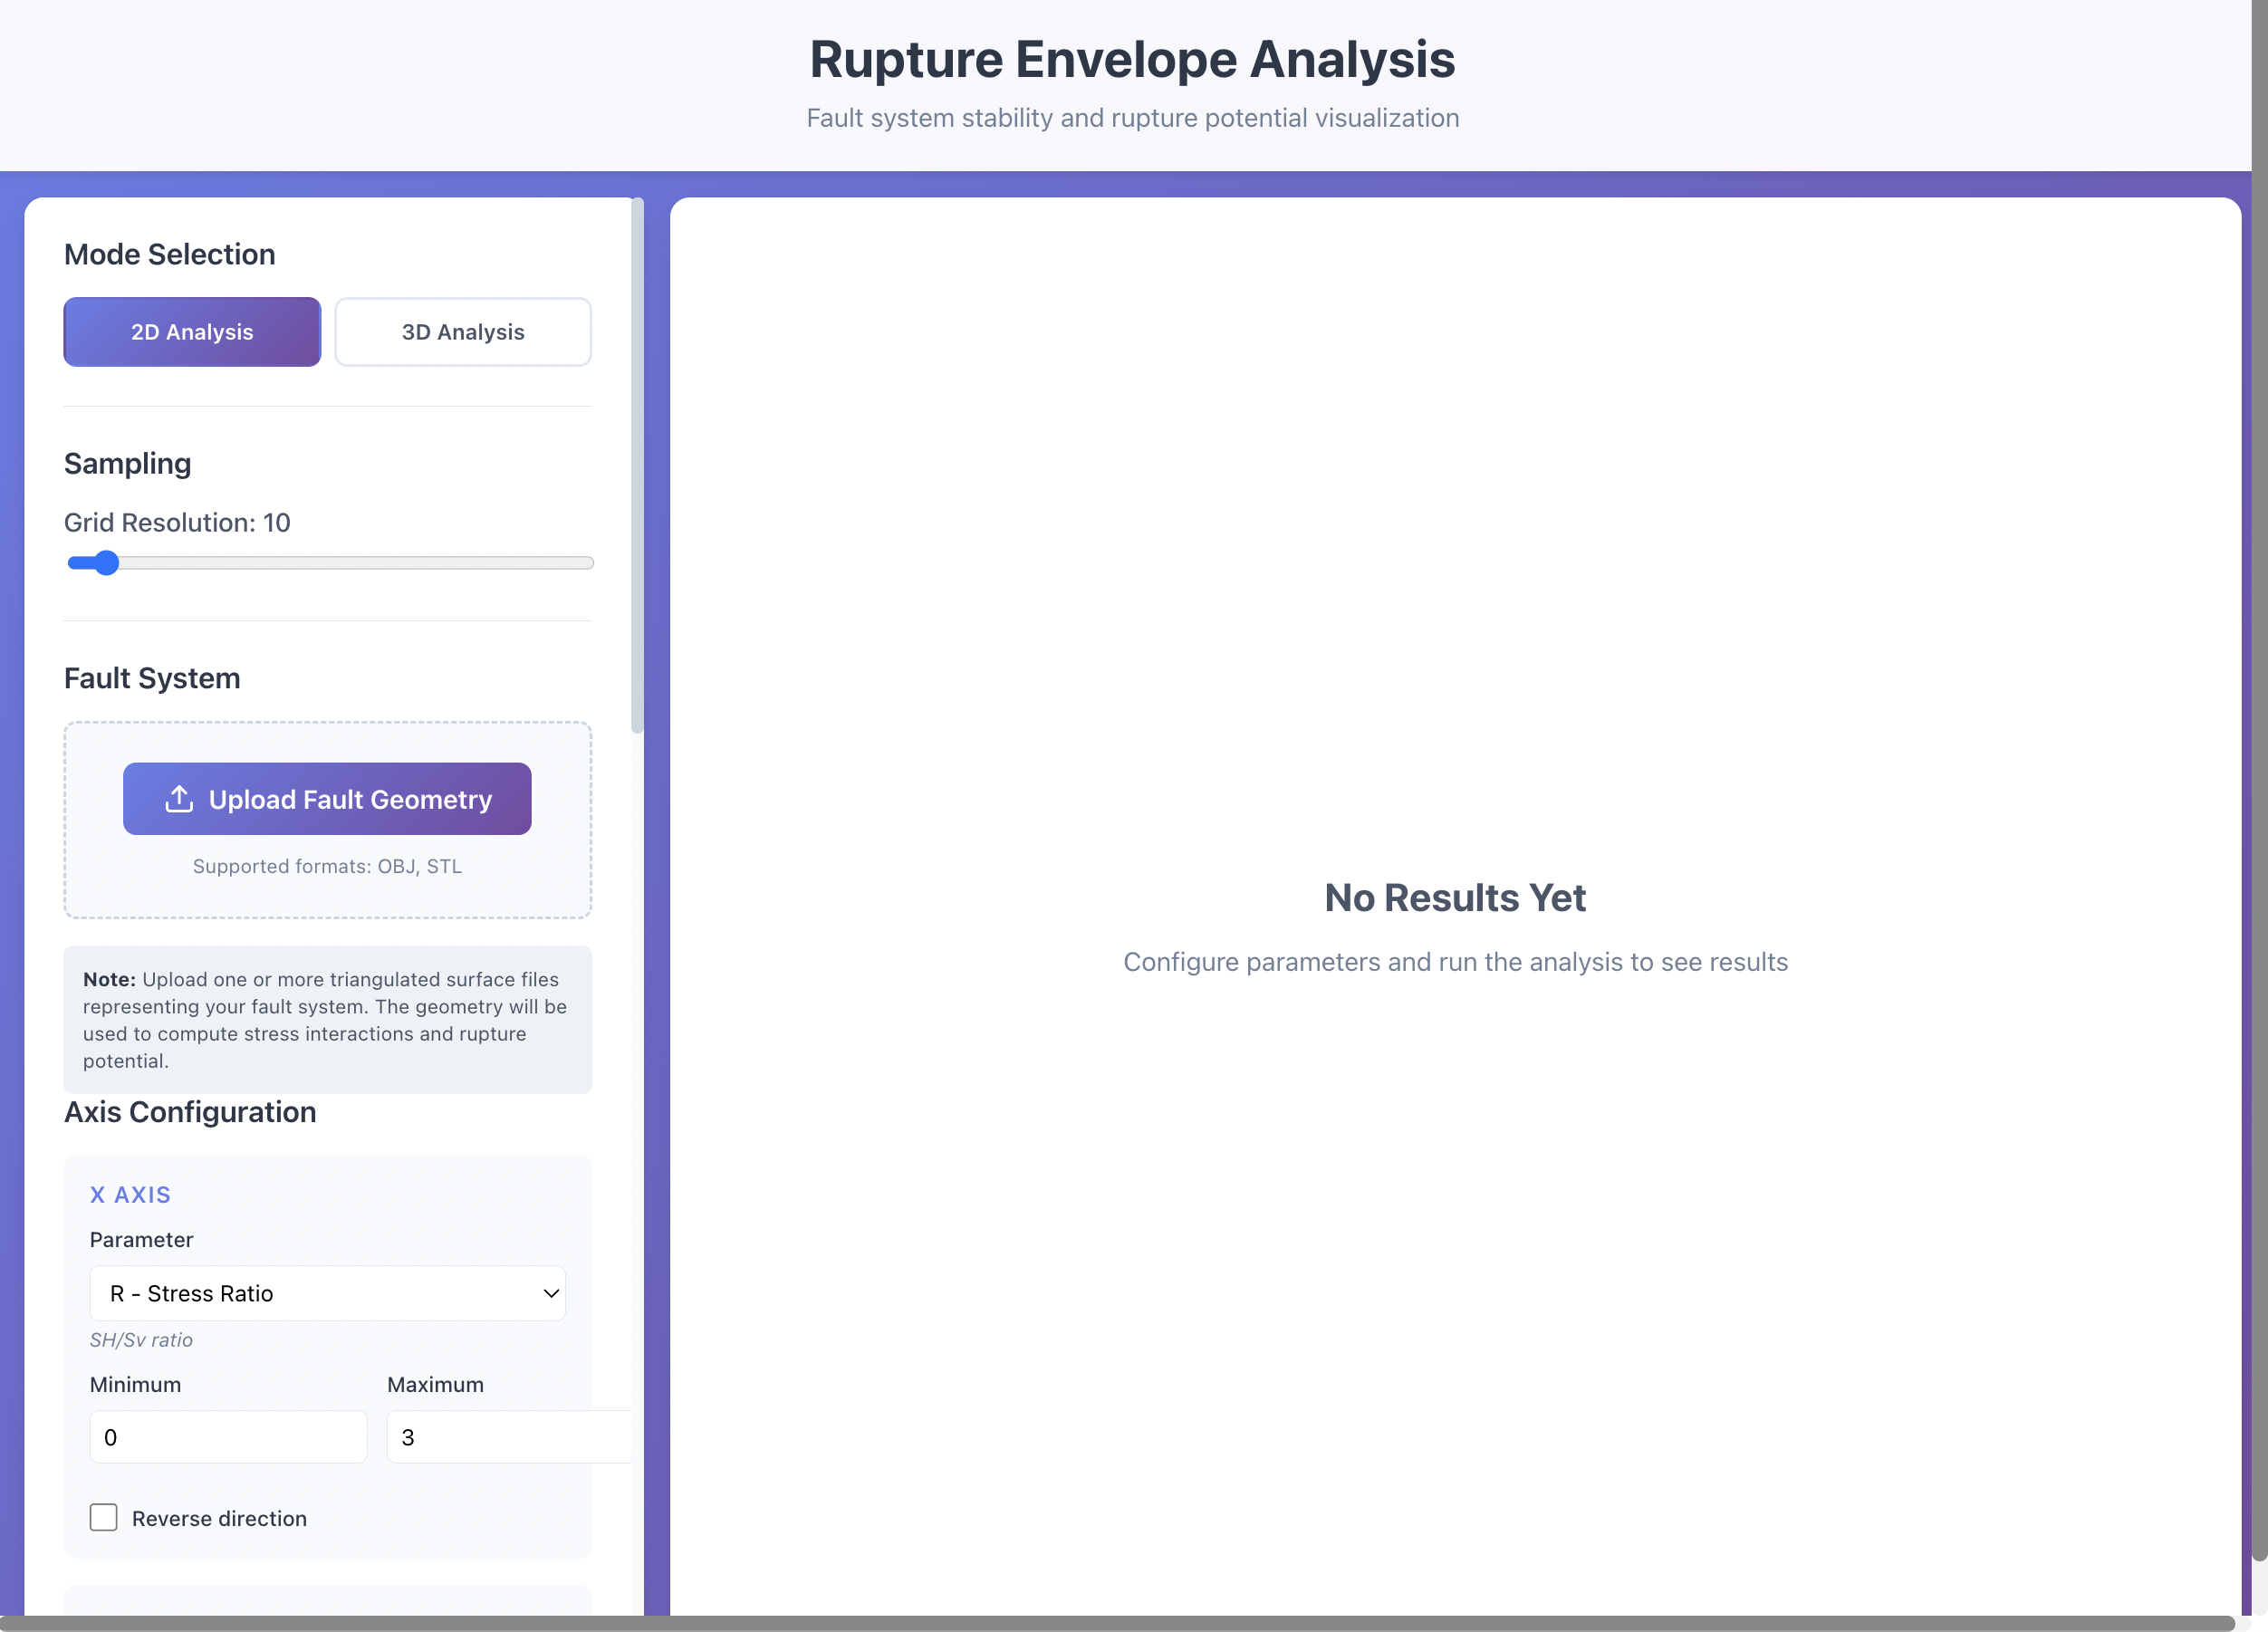 Rupture Envelope Analysis
Fault system stability and rupture potential visualization
Mode Selection
2D Analysis
3D Analysis
Sampling
Grid Resolution: 10
Fault System
Upload Fault Geometry
Supported formats: OBJ, STL
Note: Upload one or more triangulated surface files
representing your fault system. The geometry will be
used to compute stress interactions and rupture
potential.
Axis Configuration
X AXIS
Parameter
R - Stress Ratio
SH/Sv ratio
Minimum
Maximum
0
3
Reverse direction
No Results Yet
Configure parameters and run the analysis to see results